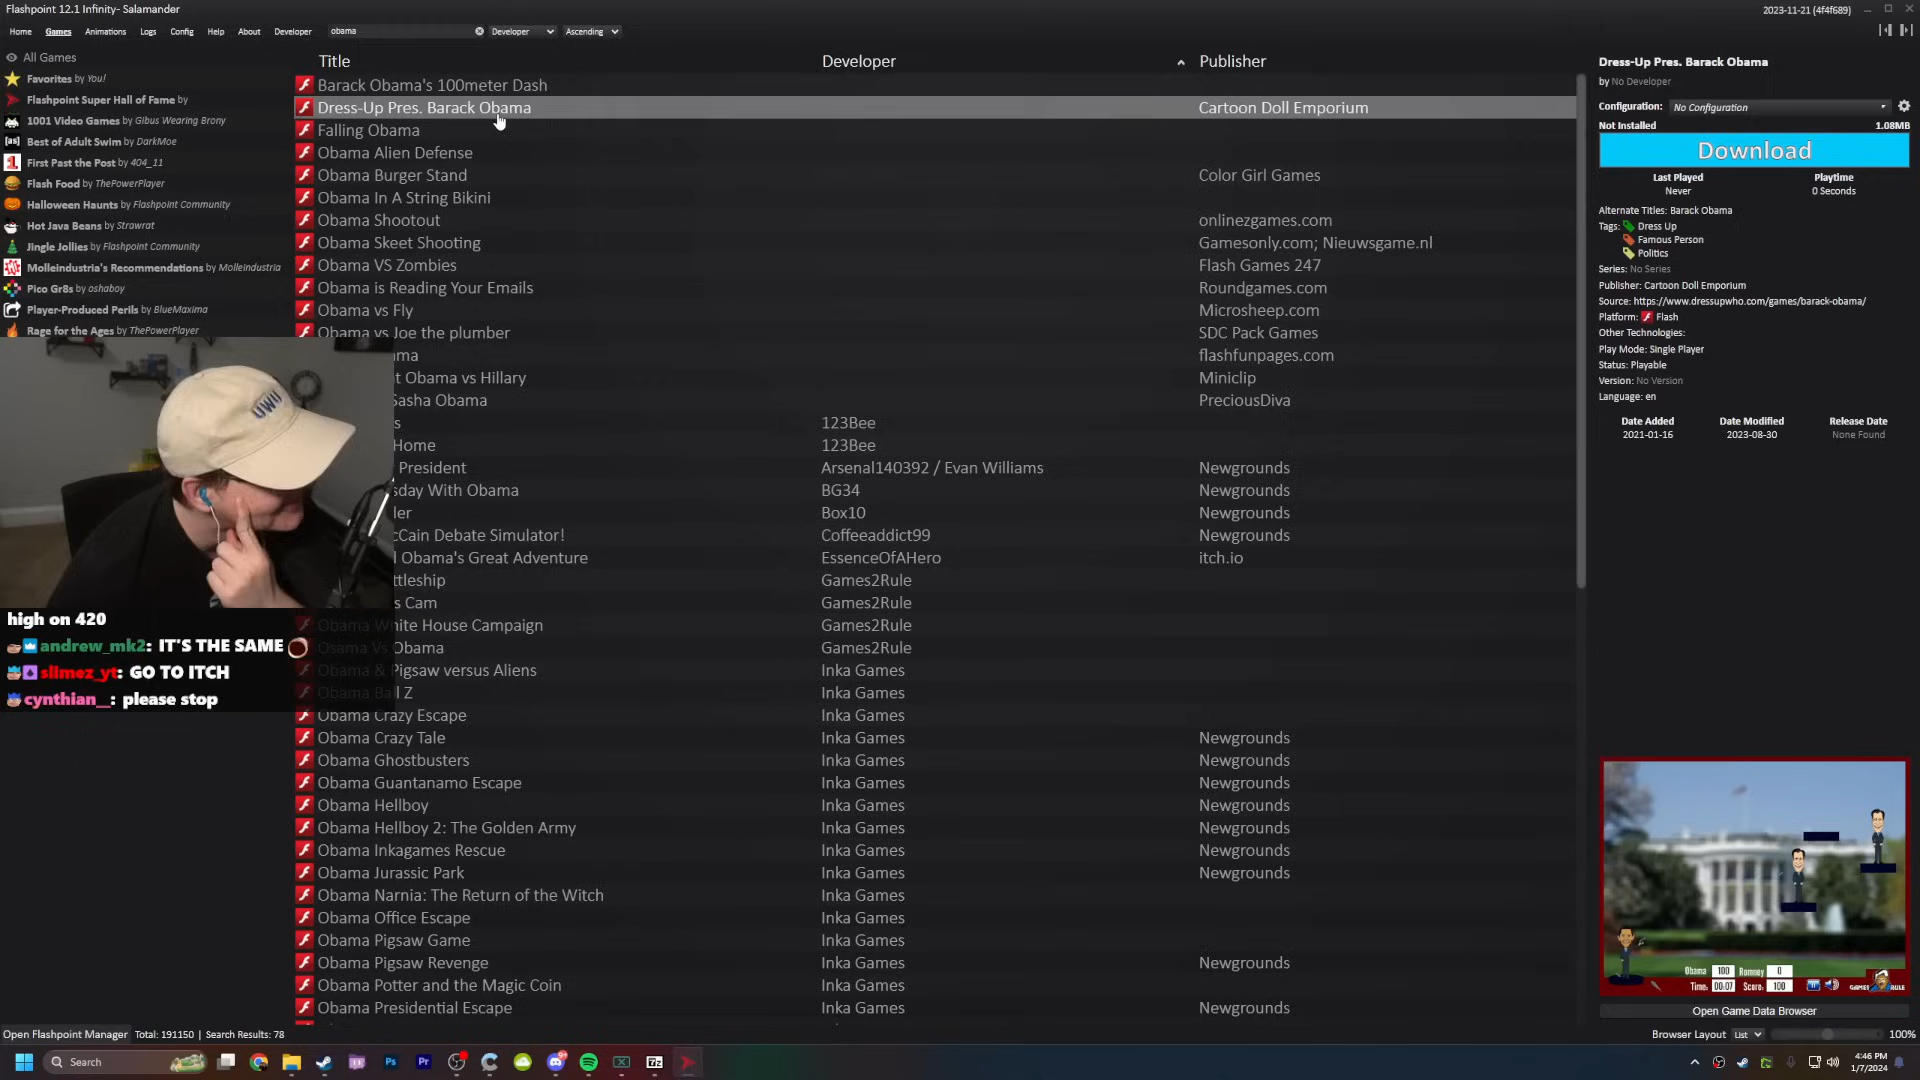 Flashpoint 12.1 Infinity- Salamander
2023-11-21 (4f4f689)
Home Games Animations Logs Config Help About Developer obama Developer Ascending
All Games
Favorites by You!
Flashpoint Super Hall of Fame by
1001 Video Games by Gibus Wearing Brony
Best of Adult Swim by DarkMoe
First Past the Post by 404_11
Flash Food by ThePowerPlayer
Halloween Haunts by Flashpoint Community
Hot Java Beans by Strawrat
Jingle Jollies by Flashpoint Community
Molleindustria's Recommendations by Molleindustria
Pico Gr8s by oshaboy
Player-Produced Perils by BlueMaxima
Rage for the Ages by ThePowerPlayer
UWU
high on 420
andrew_mk2: IT'S THE SAME
slimez_yt: GO TO ITCH
cynthian__: please stop
Title Developer Publisher
Barack Obama's 100meter Dash
Dress-Up Pres. Barack Obama Cartoon Doll Emporium
Falling Obama
Obama Alien Defense
Obama Burger Stand Color Girl Games
Obama In A String Bikini
Obama Shootout onlinezgames.com
Obama Skeet Shooting Gamesonly.com; Nieuwsgame.nl
Obama VS Zombies Flash Games 247
Obama is Reading Your Emails Roundgames.com
Obama vs Fly Microsheep.com
Obama vs Joe the plumber SDC Pack Games
ama flashfunpages.com
t Obama vs Hillary Miniclip
Sasha Obama PreciousDiva
s 123Bee
Home 123Bee
President Arsenal140392 / Evan Williams Newgrounds
sday With Obama BG34 Newgrounds
ler Box10 Newgrounds
cCain Debate Simulator! Coffeeaddict99 Newgrounds
l Obama's Great Adventure EssenceOfAHero itch.io
ttleship Games2Rule
s Cam Games2Rule
Obama White House Campaign Games2Rule
Osama Vs Obama Games2Rule
Obama & Pigsaw versus Aliens Inka Games
Obama Ball Z Inka Games
Obama Crazy Escape Inka Games
Obama Crazy Tale Inka Games Newgrounds
Obama Ghostbusters Inka Games Newgrounds
Obama Guantanamo Escape Inka Games Newgrounds
Obama Hellboy Inka Games Newgrounds
Obama Hellboy 2: The Golden Army Inka Games Newgrounds
Obama Inkagames Rescue Inka Games Newgrounds
Obama Jurassic Park Inka Games Newgrounds
Obama Narnia: The Return of the Witch Inka Games
Obama Office Escape Inka Games
Obama Pigsaw Game Inka Games
Obama Pigsaw Revenge Inka Games Newgrounds
Obama Potter and the Magic Coin Inka Games
Obama Presidential Escape Inka Games Newgrounds
Dress-Up Pres. Barack Obama
by No Developer
Configuration: No Configuration
Not Installed 1.08MB
Download
Last Played Playtime
Never 0 Seconds
Alternate Titles: Barack Obama
Tags: Dress Up
Famous Person
Politics
Series: No Series
Publisher: Cartoon Doll Emporium
Source: https://www.dressupwho.com/games/barack-obama/
Platform: Flash
Other Technologies:
Play Mode: Single Player
Status: Playable
Version: No Version
Language: en
Date Added Date Modified Release Date
2021-01-16 2023-08-30 None Found
Obama 100 Romney 0
Time: 00:07 Score: 100
GAMES RULE
Open Game Data Browser
Open Flashpoint Manager Total: 191150 | Search Results: 78
Browser Layout List 100%
Search
4:46 PM
1/7/2024